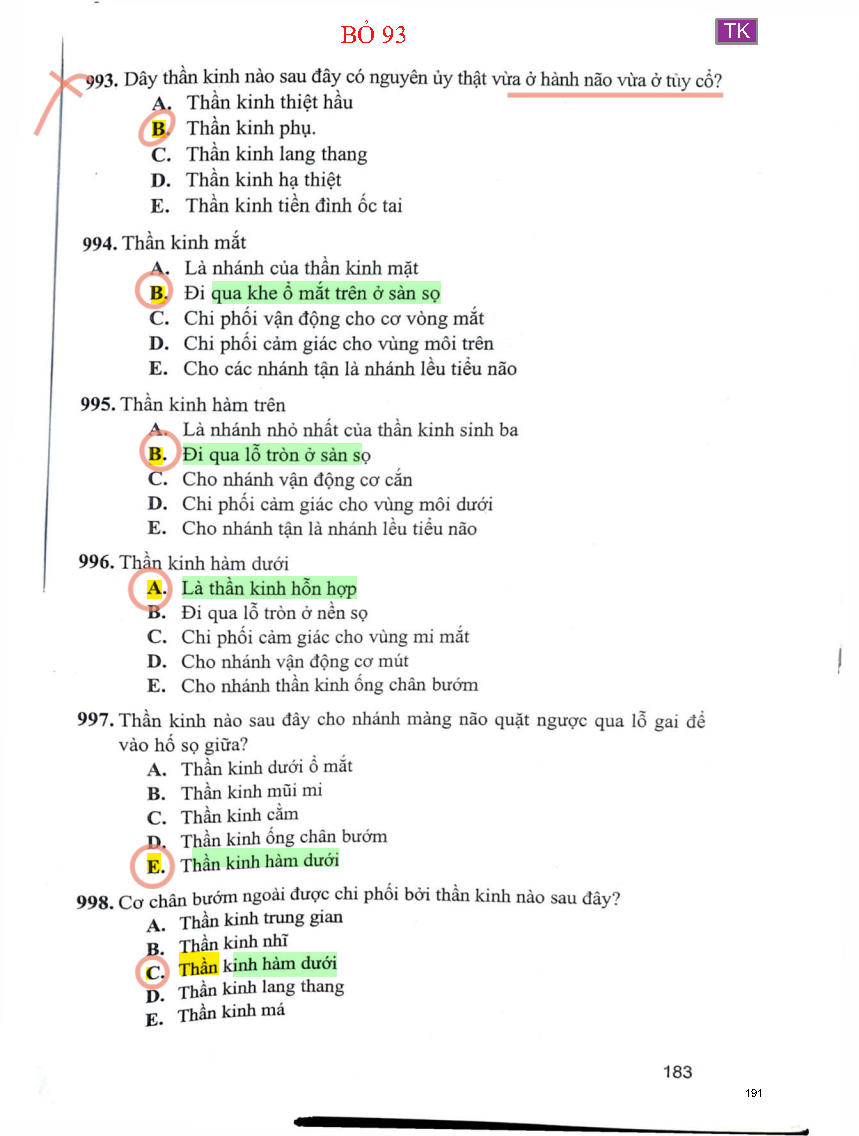 BỎ 93
TK
993. Dây thần kinh nào sau đây có nguyên ủy thật vừa ở hành não vừa ở tủy cổ?
A. Thần kinh thiệt hầu
B. Thần kinh phụ.
C. Thần kinh lang thang
D. Thần kinh hạ thiệt
E. Thần kinh tiền đình ốc tai
994. Thần kinh mắt
A. Là nhánh của thần kinh mặt
B. Đi qua khe ổ mắt trên ở sàn sọ
C. Chi phối vận động cho cơ vòng mắt
D. Chi phối cảm giác cho vùng môi trên
E. Cho các nhánh tận là nhánh lều tiểu não
995. Thần kinh hàm trên
A. Là nhánh nhỏ nhất của thần kinh sinh ba
B. Đi qua lỗ tròn ở sàn sọ
C. Cho nhánh vận động cơ cắn
D. Chi phối cảm giác cho vùng môi dưới
E. Cho nhánh tận là nhánh lều tiểu não
996. Thần kinh hàm dưới
A. Là thần kinh hỗn hợp
B. Đi qua lỗ tròn ở nền sọ
C. Chi phối cảm giác cho vùng mi mắt
D. Cho nhánh vận động cơ mút
E. Cho nhánh thần kinh ống chân bướm
997. Thần kinh nào sau đây cho nhánh màng não quặt ngược qua lỗ gai để
vào hố sọ giữa?
A. Thần kinh dưới ổ mắt
B. Thần kinh mũi mi
C. Thần kinh cằm
D. Thần kinh ống chân bướm
E. Thần kinh hàm dưới
998. Cơ chân bướm ngoài được chi phối bởi thần kinh nào sau đây?
A. Thần kinh trung gian
B. Thần kinh nhĩ
C. Thần kinh hàm dưới
D. Thần kinh lang thang
E. Thần kinh má
183
191